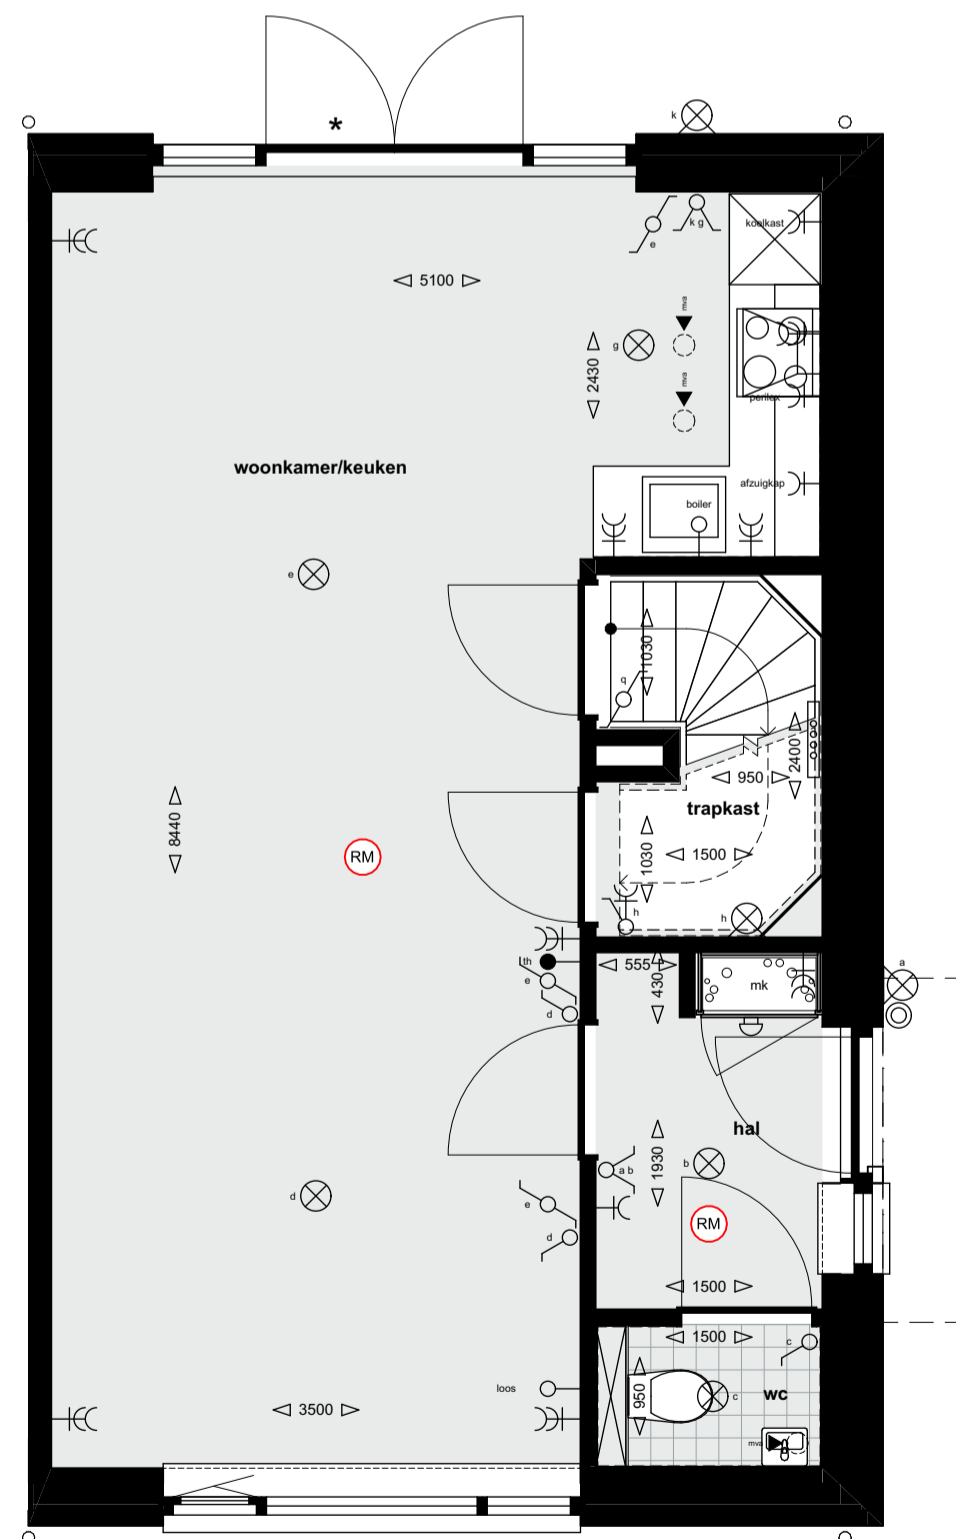 *
k
k g
e
koelkast
5100
mva
g
2430
mva
perilex
woonkamer/keuken
afzuigkap
boiler
e
1030
q
2400
950
trapkast
8440
1030
1500
RM
h
h
th
555
a
e
430
mk
d
hal
a b
1930
b
d
e
RM
d
1500
1500
c
loos
950
c
wc
3500
mva